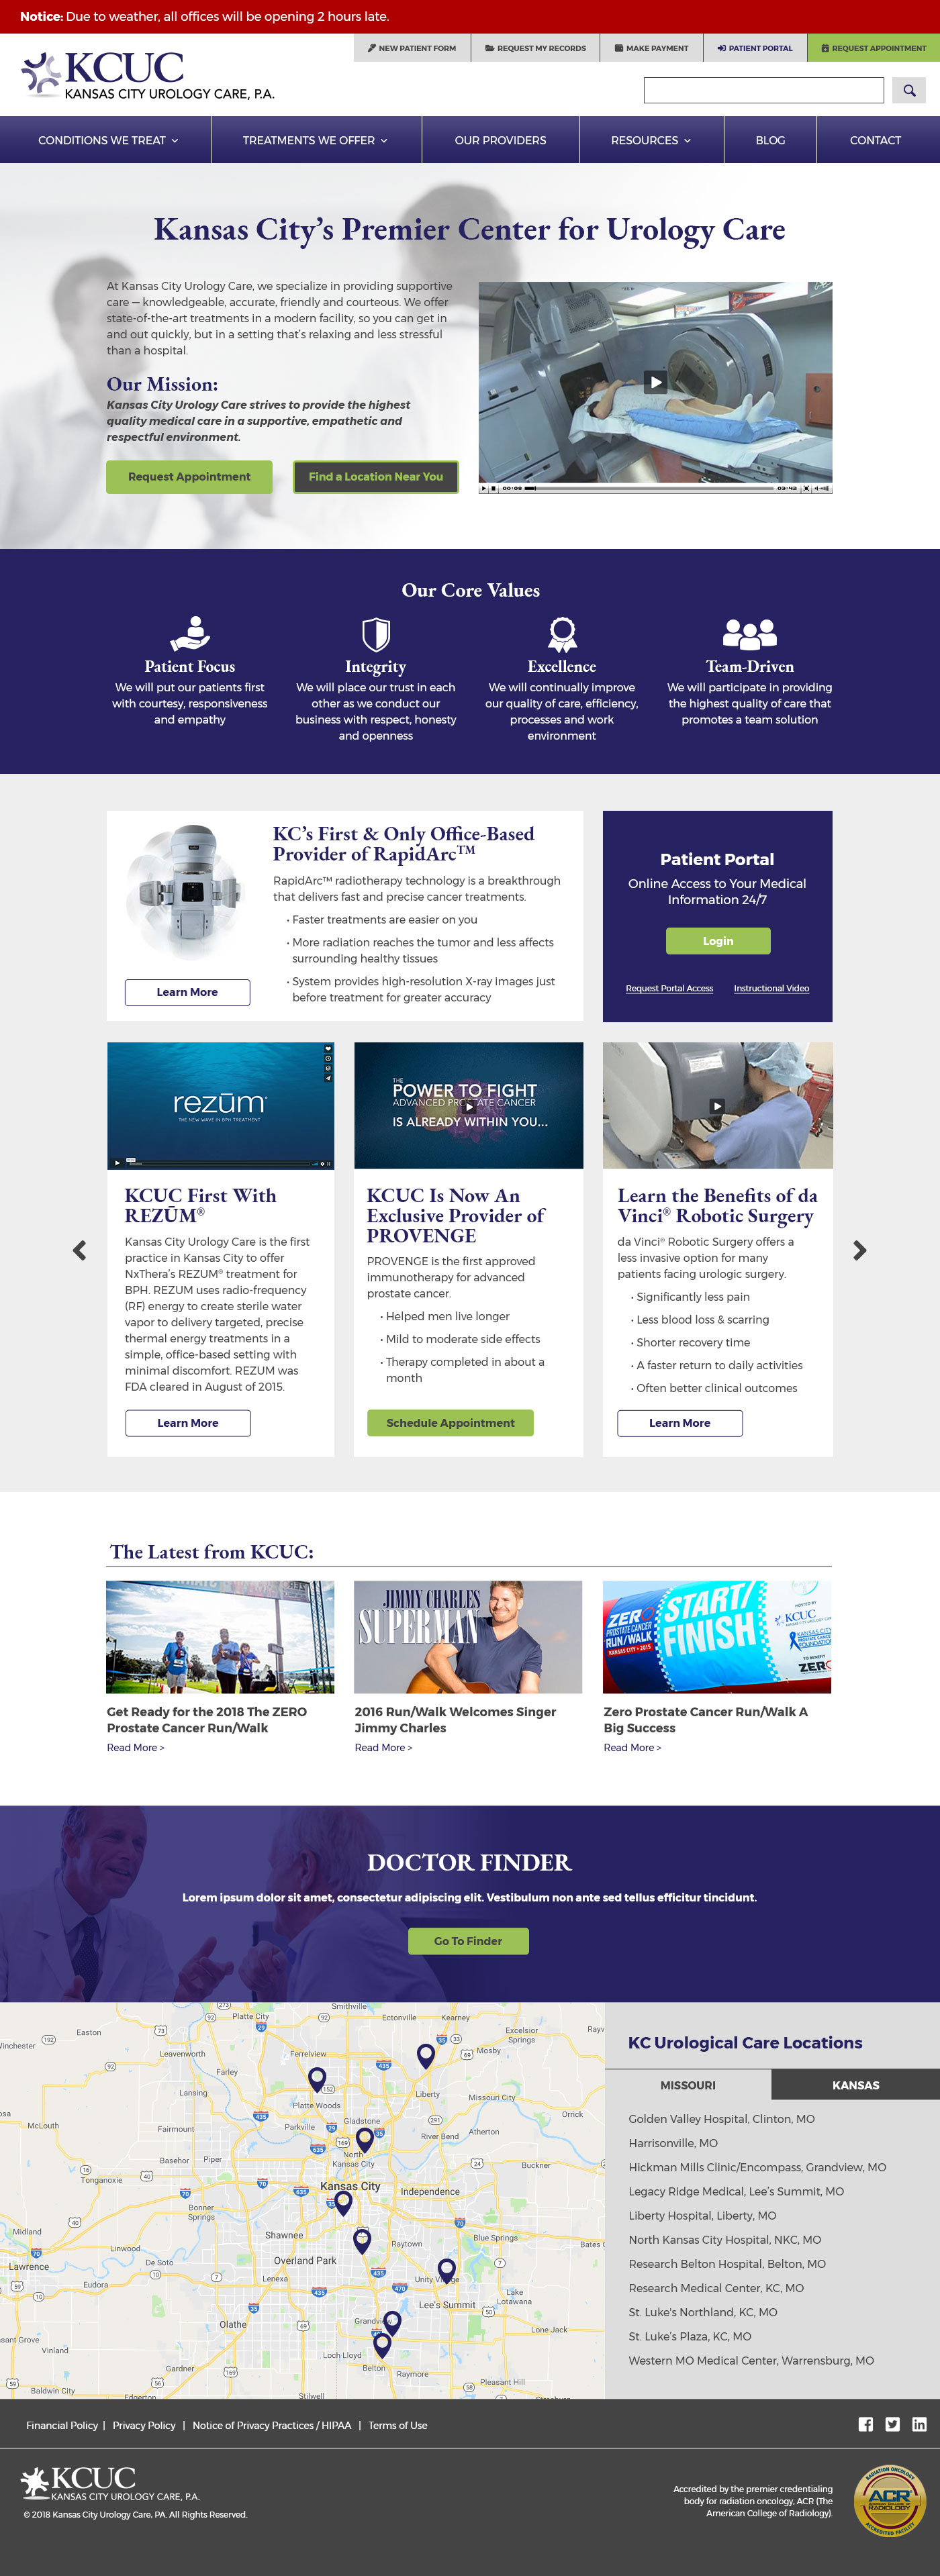 Notice: Due to weather, all offices will be opening 2 hours late.
NEW PATIENT FORM
REQUEST MY RECORDS
MAKE PAYMENT
PATIENT PORTAL
REQUEST APPOINTMENT
KCUC
KANSAS CITY UROLOGY CARE, P.A.
CONDITIONS WE TREAT
TREATMENTS WE OFFER
OUR PROVIDERS
RESOURCES
BLOG
CONTACT
Kansas City’s Premier Center for Urology Care
At Kansas City Urology Care, we specialize in providing supportive
care — knowledgeable, accurate, friendly and courteous. We offer
state-of-the-art treatments in a modern facility, so you can get in
and out quickly, but in a setting that’s relaxing and less stressful
than a hospital.
Our Mission:
Kansas City Urology Care strives to provide the highest
quality medical care in a supportive, empathetic and
respectful environment.
Request Appointment
Find a Location Near You
00:08
03:42
Our Core Values
Patient Focus
We will put our patients first
with courtesy, responsiveness
and empathy
Integrity
We will place our trust in each
other as we conduct our
business with respect, honesty
and openness
Excellence
We will continually improve
our quality of care, efficiency,
processes and work
environment
Team-Driven
We will participate in providing
the highest quality of care that
promotes a team solution
KC’s First & Only Office-Based
Provider of RapidArc™
RapidArc™ radiotherapy technology is a breakthrough
that delivers fast and precise cancer treatments.
• Faster treatments are easier on you
• More radiation reaches the tumor and less affects
surrounding healthy tissues
• System provides high-resolution X-ray images just
before treatment for greater accuracy
Learn More
Patient Portal
Online Access to Your Medical
Information 24/7
Login
Request Portal Access
Instructional Video
rezūm
THE NEW WAVE IN BPH TREATMENT
KCUC First With
REZŪM®
Kansas City Urology Care is the first
practice in Kansas City to offer
NxThera’s REZUM® treatment for
BPH. REZUM uses radio-frequency
(RF) energy to create sterile water
vapor to delivery targeted, precise
thermal energy treatments in a
simple, office-based setting with
minimal discomfort. REZUM was
FDA cleared in August of 2015.
Learn More
THE
POWER TO FIGHT
ADVANCED PROSTATE CANCER
IS ALREADY WITHIN YOU...
KCUC Is Now An
Exclusive Provider of
PROVENGE
PROVENGE is the first approved
immunotherapy for advanced
prostate cancer.
• Helped men live longer
• Mild to moderate side effects
• Therapy completed in about a
month
Schedule Appointment
Learn the Benefits of da
Vinci® Robotic Surgery
da Vinci® Robotic Surgery offers a
less invasive option for many
patients facing urologic surgery.
• Significantly less pain
• Less blood loss & scarring
• Shorter recovery time
• A faster return to daily activities
• Often better clinical outcomes
Learn More
The Latest from KCUC:
JIMMY CHARLES
SUPERMAN
ZERO
PROSTATE CANCER
RUN/WALK
KANSAS CITY • 2015
START/
FINISH
HOSTED BY
KCUC
KANSAS CITY
PROSTATE CANCER
FOUNDATION
TO BENEFIT
Get Ready for the 2018 The ZERO
Prostate Cancer Run/Walk
Read More >
2016 Run/Walk Welcomes Singer
Jimmy Charles
Read More >
Zero Prostate Cancer Run/Walk A
Big Success
Read More >
DOCTOR FINDER
Lorem ipsum dolor sit amet, consectetur adipiscing elit. Vestibulum non ante sed tellus efficitur tincidunt.
Go To Finder
Smithville
Platte City
Ectonville
Kearney
Excelsior
Springs
Easton
Leavenworth
Ferrelview
Mosby
Farley
Lansing
Liberty
Missouri City
Platte Woods
Orrick
McLouth
Fairmount
Parkville
Gladstone
River Bend
Atherton
Basehor
Piper
North
Kansas City
Buckner
Tonganoxie
Kansas City
Independence
Bonner
Springs
Midland
Shawnee
Raytown
Blue Springs
Bates C
Linwood
De Soto
Overland Park
Lawrence
Lenexa
Eudora
Lake
Lotawana
Lee’s Summit
Olathe
Grandview
Lone Jack
Vinland
Loch Lloyd
Gardner
Belton
Raymore
Pleasant Hill
Baldwin City
Edgerton
Stilwell
KC Urological Care Locations
MISSOURI
KANSAS
Golden Valley Hospital, Clinton, MO
Harrisonville, MO
Hickman Mills Clinic/Encompass, Grandview, MO
Legacy Ridge Medical, Lee’s Summit, MO
Liberty Hospital, Liberty, MO
North Kansas City Hospital, NKC, MO
Research Belton Hospital, Belton, MO
Research Medical Center, KC, MO
St. Luke’s Northland, KC, MO
St. Luke’s Plaza, KC, MO
Western MO Medical Center, Warrensburg, MO
Financial Policy | Privacy Policy | Notice of Privacy Practices / HIPAA | Terms of Use
KCUC
KANSAS CITY UROLOGY CARE, P.A.
© 2018 Kansas City Urology Care, PA. All Rights Reserved.
Accredited by the premier credentialing
body for radiation oncology, ACR (The
American College of Radiology).
RADIATION ONCOLOGY
ACR
RADIOLOGY
ACCREDITED FACILITY